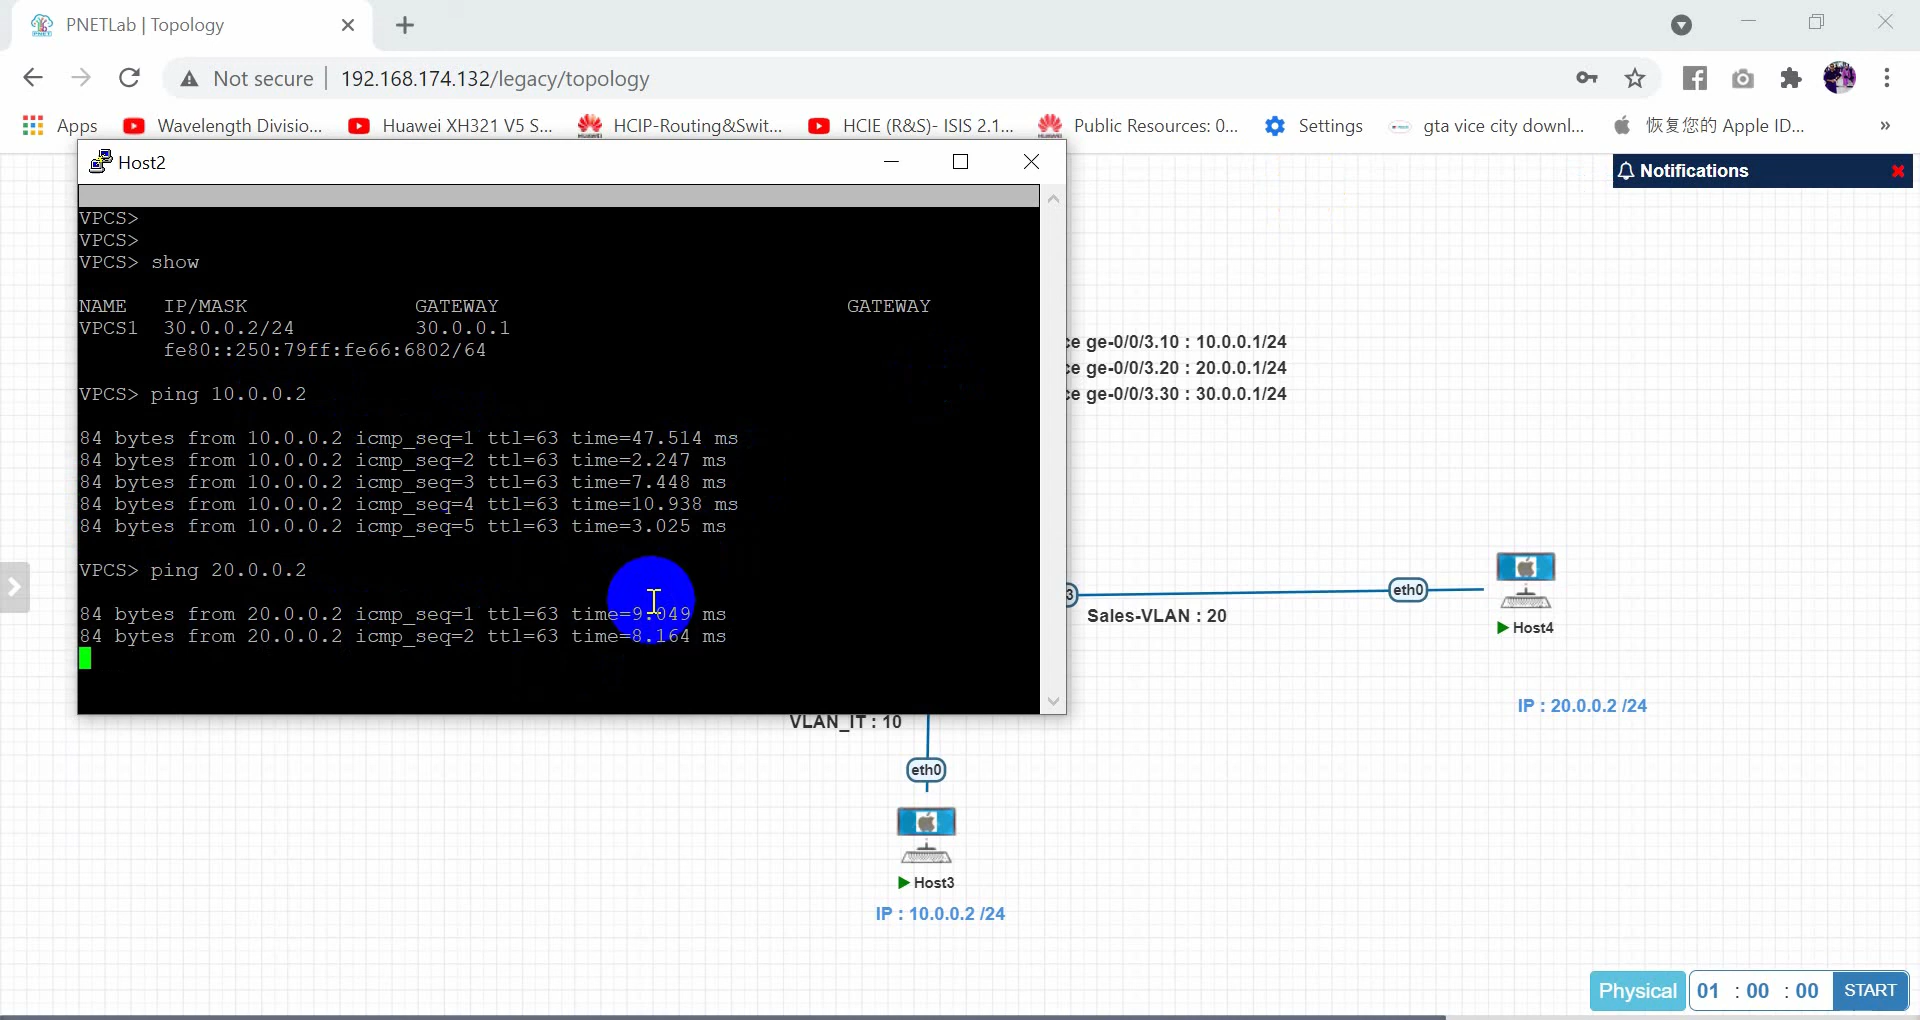 PNETLab | Topology
Not secure
192.168.174.132/legacy/topology
Apps
Wavelength Divisio...
Huawei XH321 V5 S...
HCIP-Routing&Swit...
HCIE (R&S)- ISIS 2.1...
Public Resources: 0...
Settings
gta vice city downl...
恢复您的 Apple ID...
»
Host2
Notifications
VPCS>
VPCS>
VPCS> show
NAME IP/MASK GATEWAY GATEWAY
VPCS1 30.0.0.2/24 30.0.0.1
fe80::250:79ff:fe66:6802/64
VPCS> ping 10.0.0.2
84 bytes from 10.0.0.2 icmp_seq=1 ttl=63 time=47.514 ms
84 bytes from 10.0.0.2 icmp_seq=2 ttl=63 time=2.247 ms
84 bytes from 10.0.0.2 icmp_seq=3 ttl=63 time=7.448 ms
84 bytes from 10.0.0.2 icmp_seq=4 ttl=63 time=10.938 ms
84 bytes from 10.0.0.2 icmp_seq=5 ttl=63 time=3.025 ms
VPCS> ping 20.0.0.2
84 bytes from 20.0.0.2 icmp_seq=1 ttl=63 time=9.049 ms
84 bytes from 20.0.0.2 icmp_seq=2 ttl=63 time=8.164 ms
ce ge-0/0/3.10 : 10.0.0.1/24
ce ge-0/0/3.20 : 20.0.0.1/24
ce ge-0/0/3.30 : 30.0.0.1/24
3
eth0
Sales-VLAN : 20
Host4
IP : 20.0.0.2 /24
VLAN_IT : 10
eth0
Host3
IP : 10.0.0.2 /24
Physical 01 : 00 : 00 START